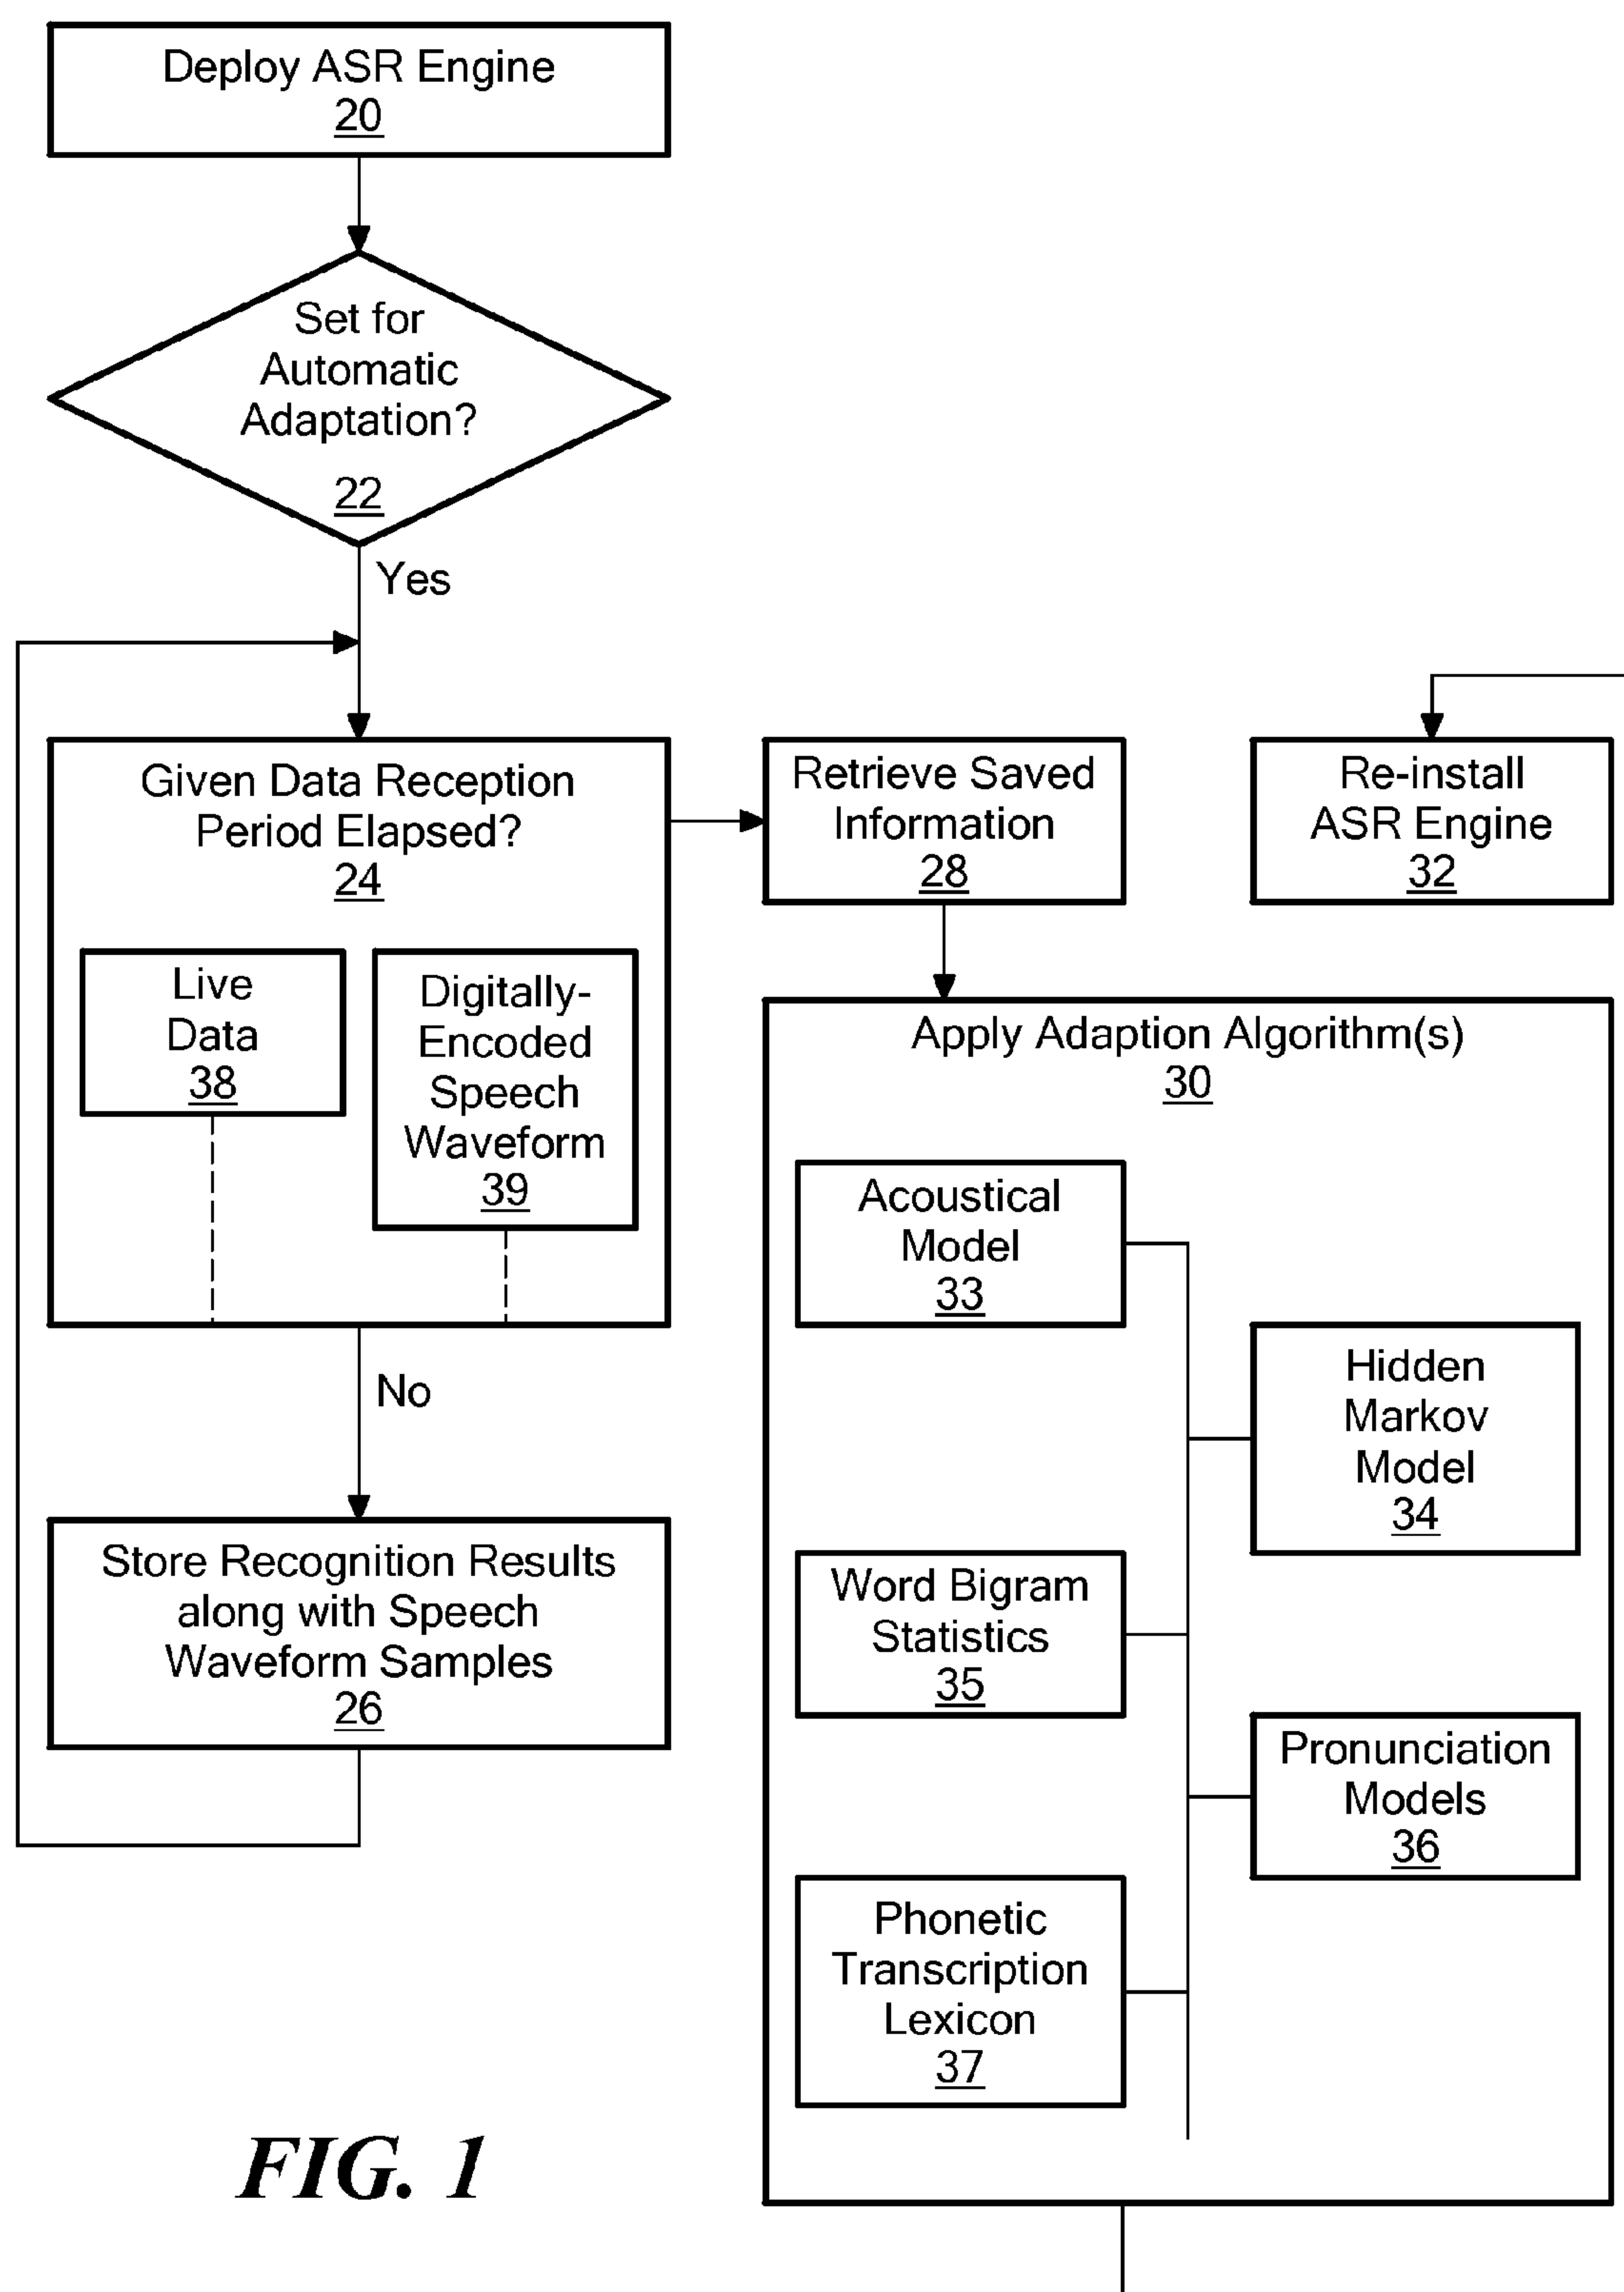 Deploy ASR Engine
20
Set for
Automatic
Adaptation?
22
Yes
Given Data Reception
Period Elapsed?
24
Live
Data
38
Digitally-
Encoded
Speech
Waveform
39
No
Store Recognition Results
along with Speech
Waveform Samples
26
Retrieve Saved
Information
28
Re-install
ASR Engine
32
Apply Adaption Algorithm(s)
30
Acoustical
Model
33
Hidden
Markov
Model
34
Word Bigram
Statistics
35
Pronunciation
Models
36
Phonetic
Transcription
Lexicon
37
FIG. 1